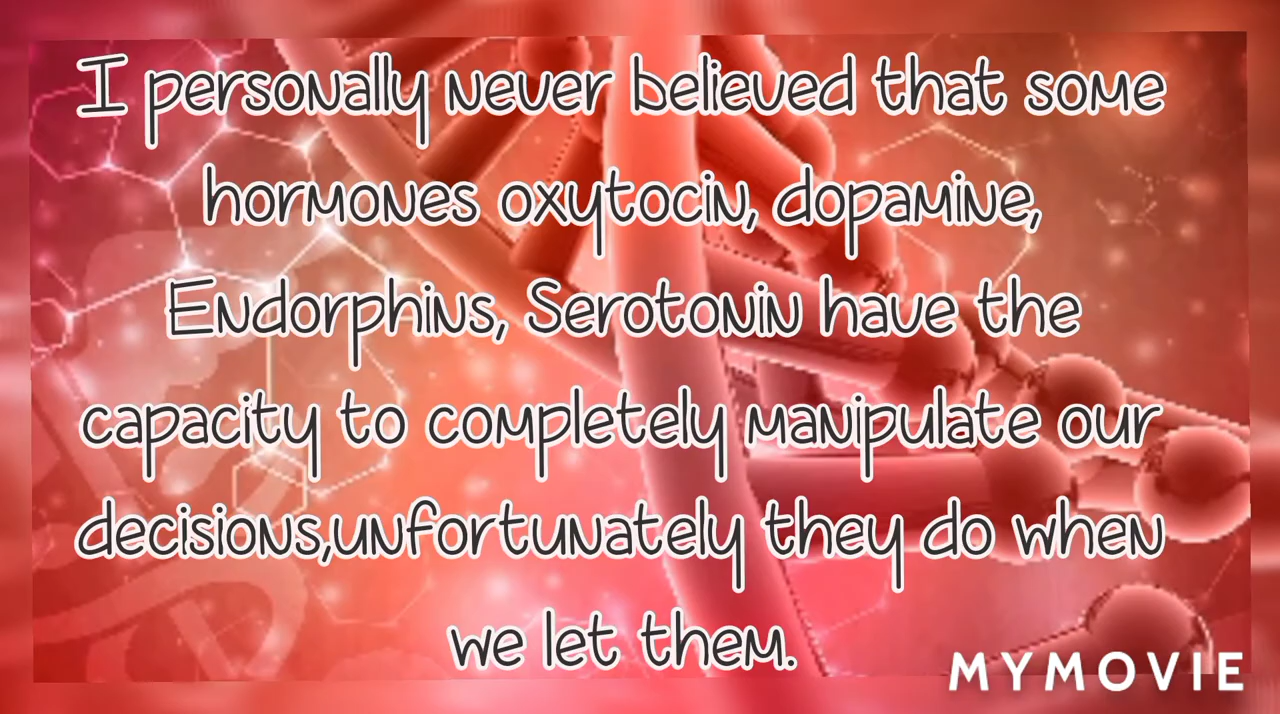 I personally never believed that some
hormones oxytocin, dopamine,
Endorphins, Serotonin have the
capacity to completely manipulate our
decisions,unfortunately they do when
we let them.
MYMOVIE